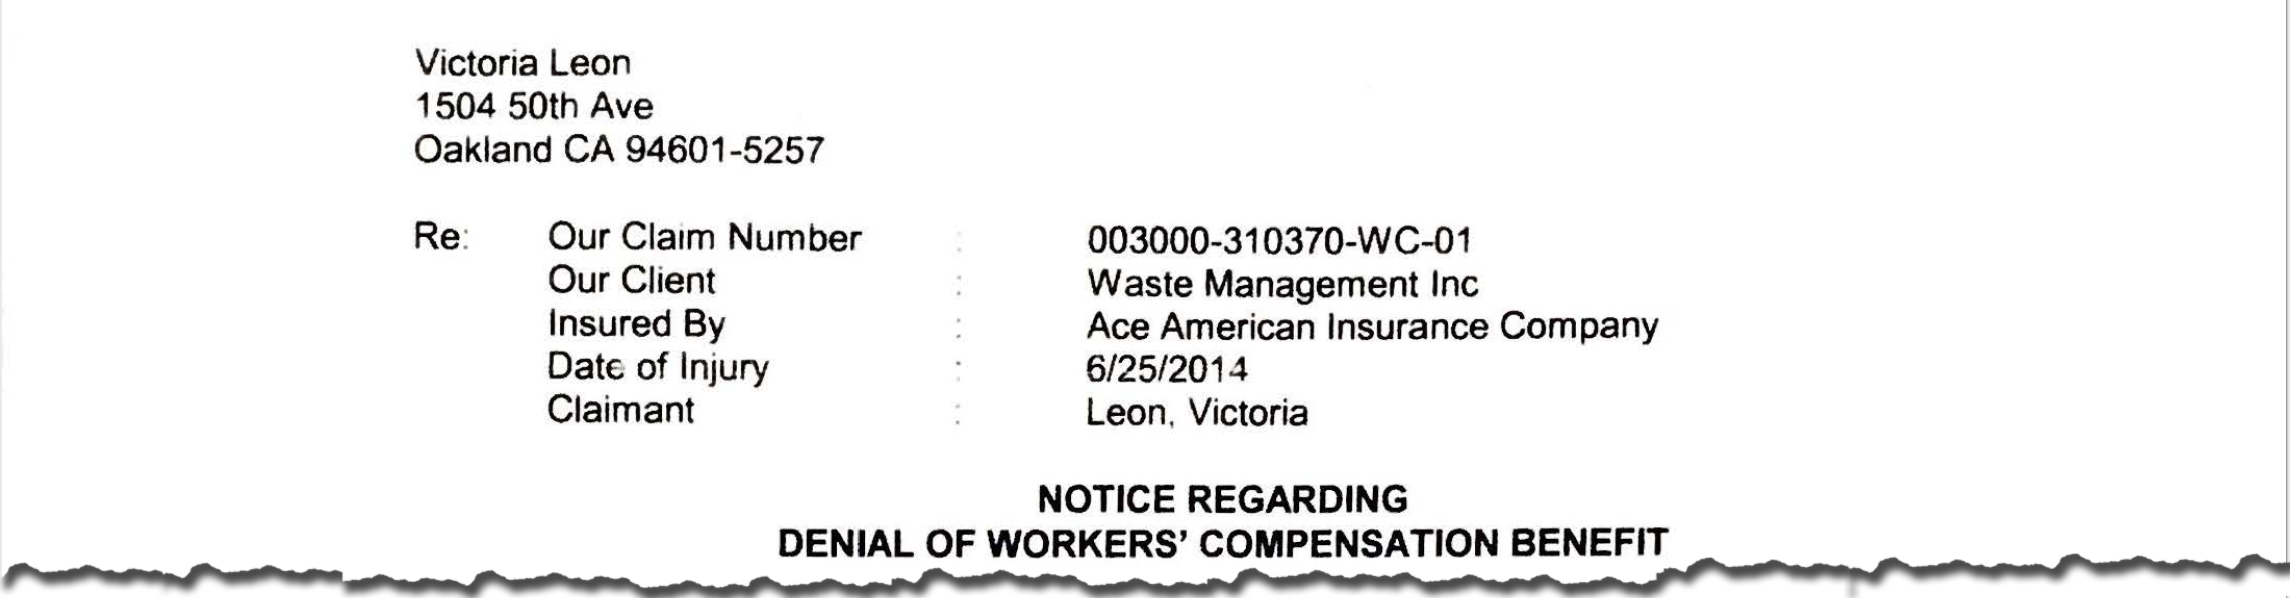 Victoria Leon
1504 50th Ave
Oakland CA 94601-5257
Re: Our Claim Number : 003000-310370-WC-01
Our Client : Waste Management Inc
Insured By : Ace American Insurance Company
Date of Injury : 6/25/2014
Claimant : Leon, Victoria
NOTICE REGARDING
DENIAL OF WORKERS' COMPENSATION BENEFIT